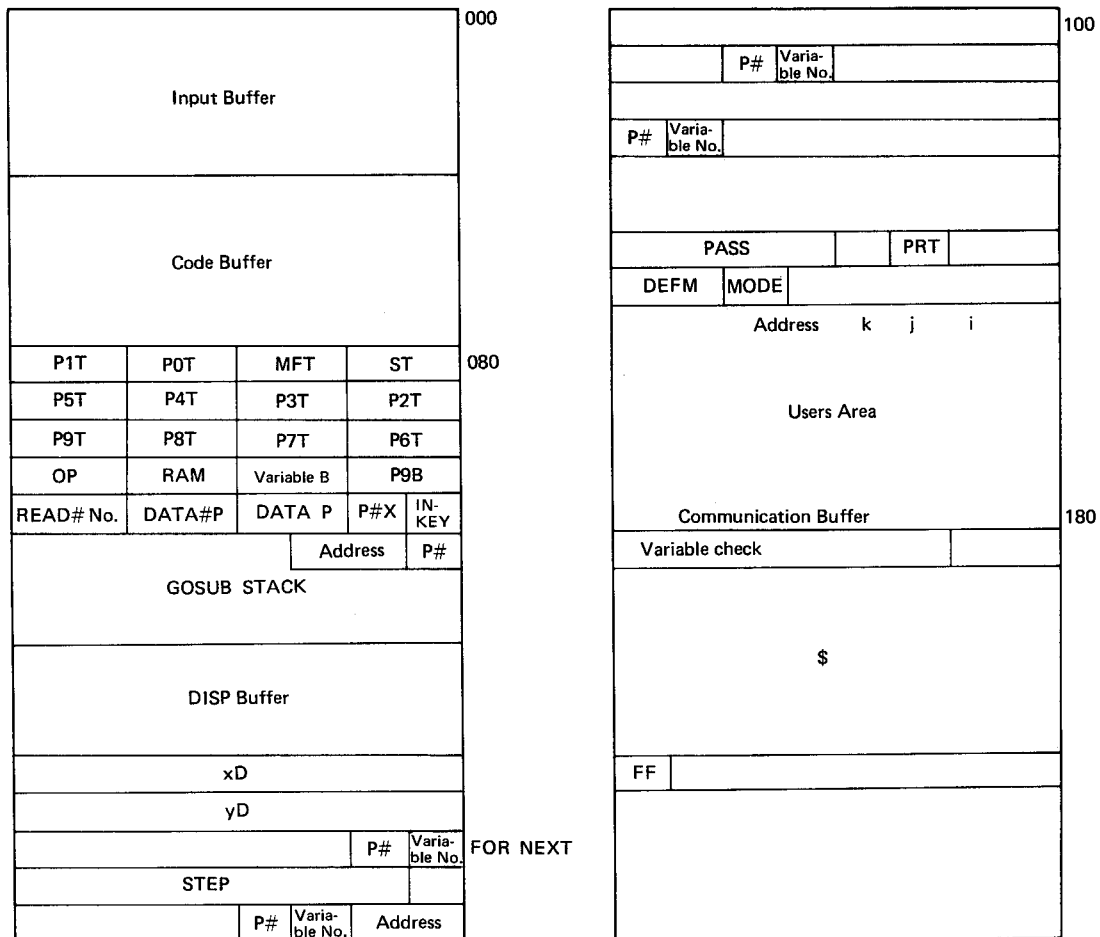 000
Input Buffer
Code Buffer
P1T P0T MFT ST 080
P5T P4T P3T P2T
P9T P8T P7T P6T
OP RAM Variable B P9B
READ# No. DATA#P DATA P P#X IN-
KEY
Address P#
GOSUB STACK
DISP Buffer
xD
yD
P# Varia-
ble No. FOR NEXT
STEP
P# Varia-
ble No. Address
100
P# Varia-
ble No.
P# Varia-
ble No.
PASS PRT
DEFM MODE
Address k j i
Users Area
Communication Buffer 180
Variable check
$
FF